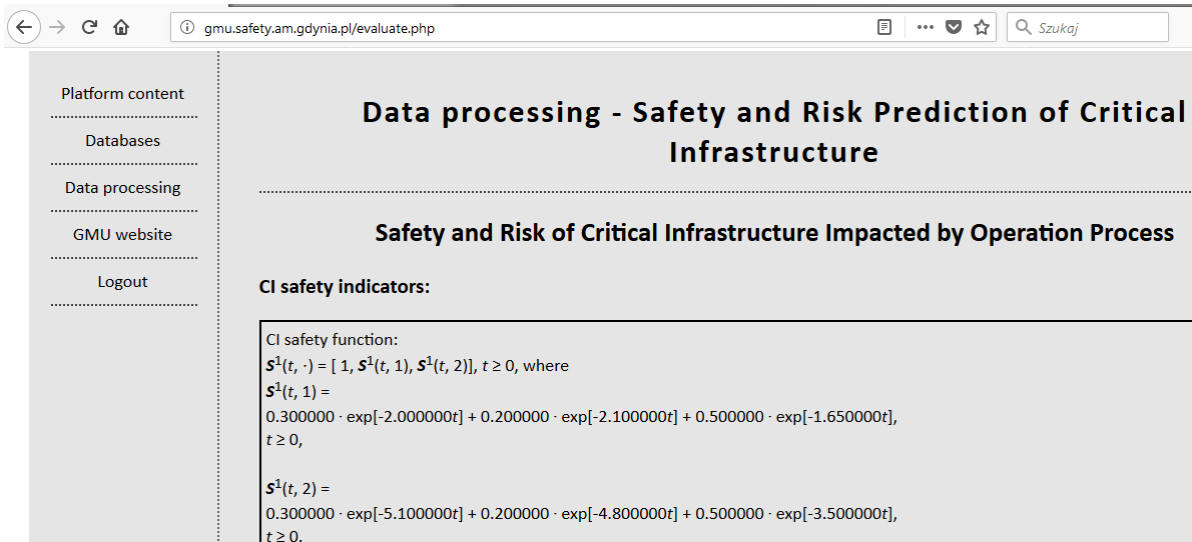 gmu.safety.am.gdynia.pl/evaluate.php
Szukaj
Platform content
Databases
Data processing
GMU website
Logout
Data processing - Safety and Risk Prediction of Critical
Infrastructure
Safety and Risk of Critical Infrastructure Impacted by Operation Process
CI safety indicators:
CI safety function:
S¹(t, ·) = [ 1, S¹(t, 1), S¹(t, 2)], t ≥ 0, where
S¹(t, 1) =
0.300000 · exp[-2.000000t] + 0.200000 · exp[-2.100000t] + 0.500000 · exp[-1.650000t],
t ≥ 0,
S¹(t, 2) =
0.300000 · exp[-5.100000t] + 0.200000 · exp[-4.800000t] + 0.500000 · exp[-3.500000t],
t ≥ 0.